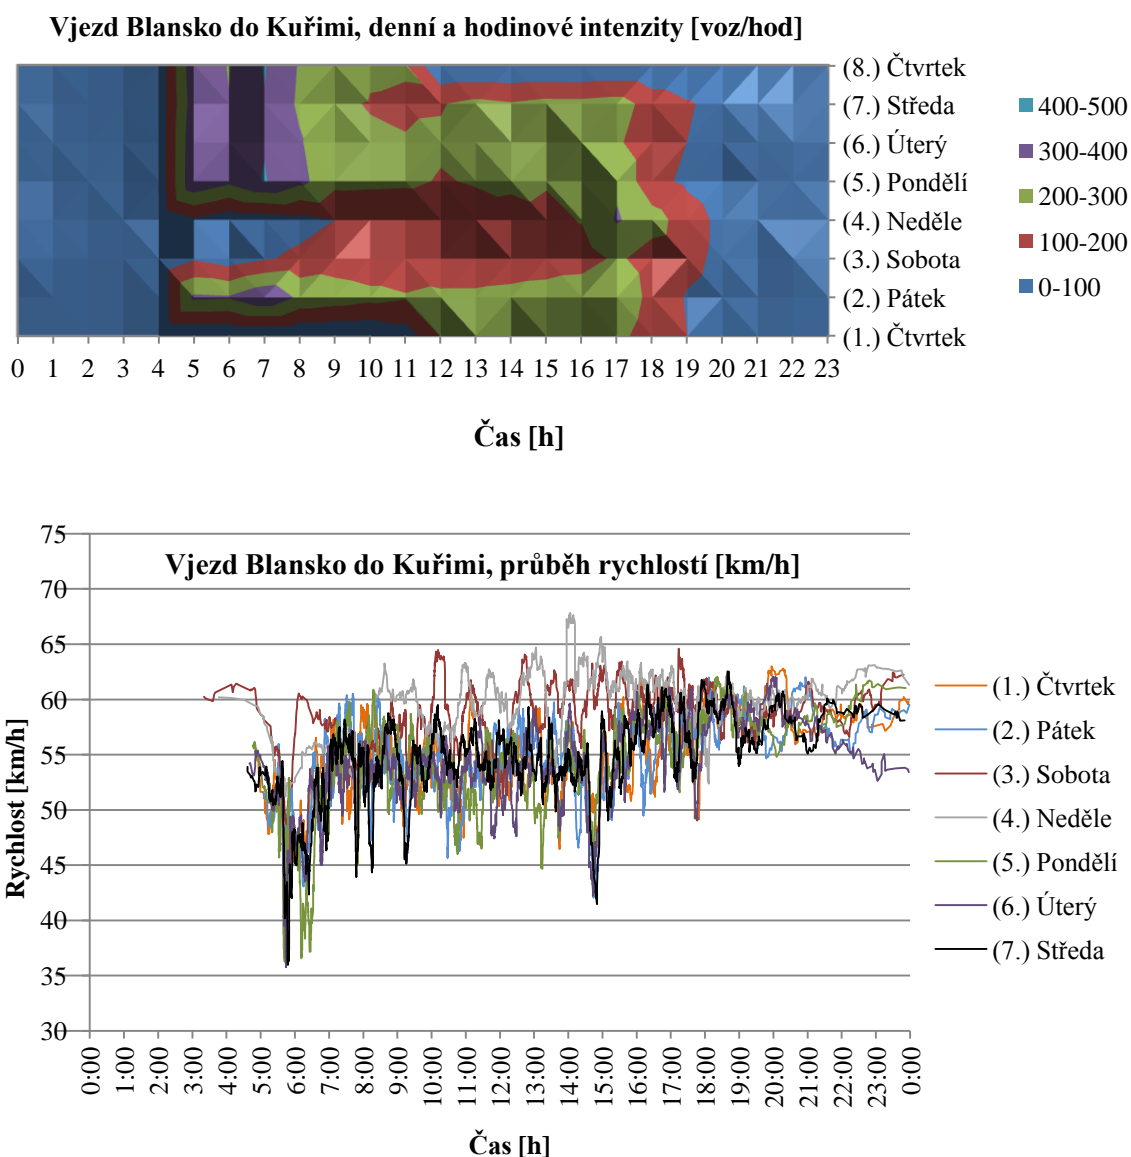 Vjezd Blansko do Kuřimi, denní a hodinové intenzity [voz/hod]
(8.) Čtvrtek
(7.) Středa
(6.) Úterý
(5.) Pondělí
(4.) Neděle
(3.) Sobota
(2.) Pátek
(1.) Čtvrtek
400-500
300-400
200-300
100-200
0-100
0 1 2 3 4 5 6 7 8 9 10 11 12 13 14 15 16 17 18 19 20 21 22 23
Čas [h]
Vjezd Blansko do Kuřimi, průběh rychlostí [km/h]
Rychlost [km/h]
75
70
65
60
55
50
45
40
35
30
0:00 1:00 2:00 3:00 4:00 5:00 6:00 7:00 8:00 9:00 10:00 11:00 12:00 13:00 14:00 15:00 16:00 17:00 18:00 19:00 20:00 21:00 22:00 23:00 0:00
Čas [h]
(1.) Čtvrtek
(2.) Pátek
(3.) Sobota
(4.) Neděle
(5.) Pondělí
(6.) Úterý
(7.) Středa